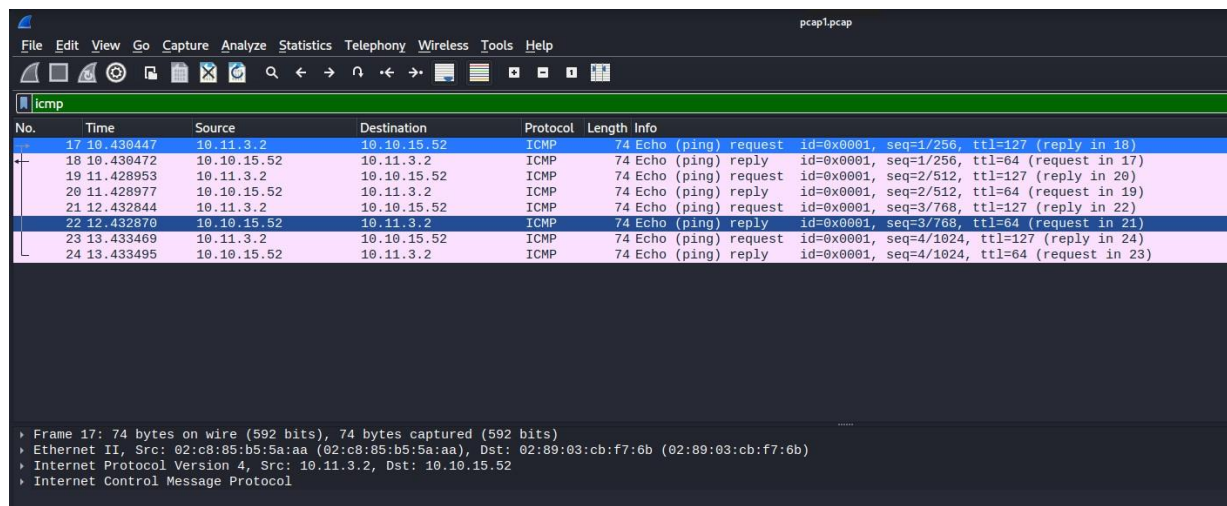 pcap1.pcap
File Edit View Go Capture Analyze Statistics Telephony Wireless Tools Help
icmp
No. Time Source Destination Protocol Length Info
17 10.430447 10.11.3.2 10.10.15.52 ICMP 74 Echo (ping) request id=0x0001, seq=1/256, ttl=127 (reply in 18)
18 10.430472 10.10.15.52 10.11.3.2 ICMP 74 Echo (ping) reply id=0x0001, seq=1/256, ttl=64 (request in 17)
19 11.428953 10.11.3.2 10.10.15.52 ICMP 74 Echo (ping) request id=0x0001, seq=2/512, ttl=127 (reply in 20)
20 11.428977 10.10.15.52 10.11.3.2 ICMP 74 Echo (ping) reply id=0x0001, seq=2/512, ttl=64 (request in 19)
21 12.432844 10.11.3.2 10.10.15.52 ICMP 74 Echo (ping) request id=0x0001, seq=3/768, ttl=127 (reply in 22)
22 12.432870 10.10.15.52 10.11.3.2 ICMP 74 Echo (ping) reply id=0x0001, seq=3/768, ttl=64 (request in 21)
23 13.433469 10.11.3.2 10.10.15.52 ICMP 74 Echo (ping) request id=0x0001, seq=4/1024, ttl=127 (reply in 24)
24 13.433495 10.10.15.52 10.11.3.2 ICMP 74 Echo (ping) reply id=0x0001, seq=4/1024, ttl=64 (request in 23)
Frame 17: 74 bytes on wire (592 bits), 74 bytes captured (592 bits)
Ethernet II, Src: 02:c8:85:b5:5a:aa (02:c8:85:b5:5a:aa), Dst: 02:89:03:cb:f7:6b (02:89:03:cb:f7:6b)
Internet Protocol Version 4, Src: 10.11.3.2, Dst: 10.10.15.52
Internet Control Message Protocol